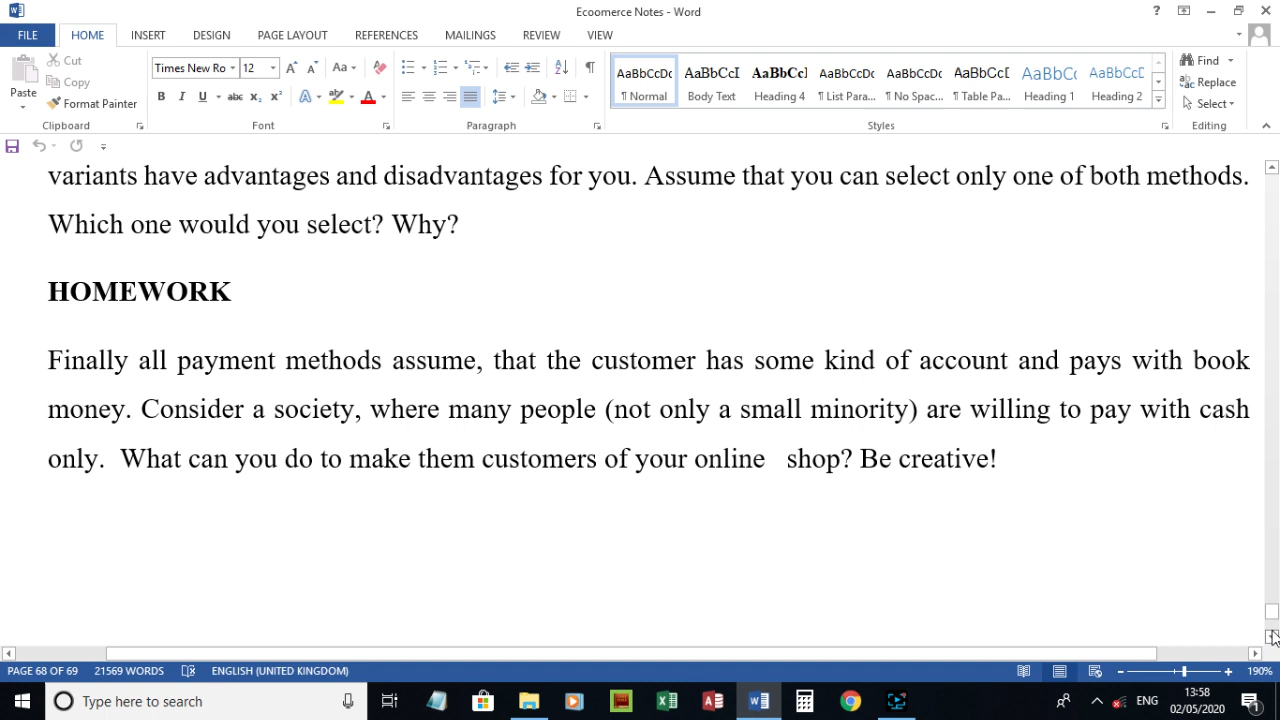 Ecoomerce Notes - Word
FILE HOME INSERT DESIGN PAGE LAYOUT REFERENCES MAILINGS REVIEW VIEW
Cut Times New Ro 12 Aa AaBbCcDc AaBbCcI AaBbCcI AaBbCcDc AaBbCcDc AaBbCcDc AaBbC AaBbCcD Find
Paste Copy Replace
Format Painter B I U abc x₂ x² A A ¶ Normal Body Text Heading 4 ¶ List Para... ¶ No Spac... ¶ Table Pa... Heading 1 Heading 2 Select
Clipboard Font Paragraph Styles Editing
variants have advantages and disadvantages for you. Assume that you can select only one of both methods.
Which one would you select? Why?
HOMEWORK
Finally all payment methods assume, that the customer has some kind of account and pays with book
money. Consider a society, where many people (not only a small minority) are willing to pay with cash
only. What can you do to make them customers of your online shop? Be creative!
PAGE 68 OF 69 21569 WORDS ENGLISH (UNITED KINGDOM) 190%
Type here to search ENG 13:58
02/05/2020 1